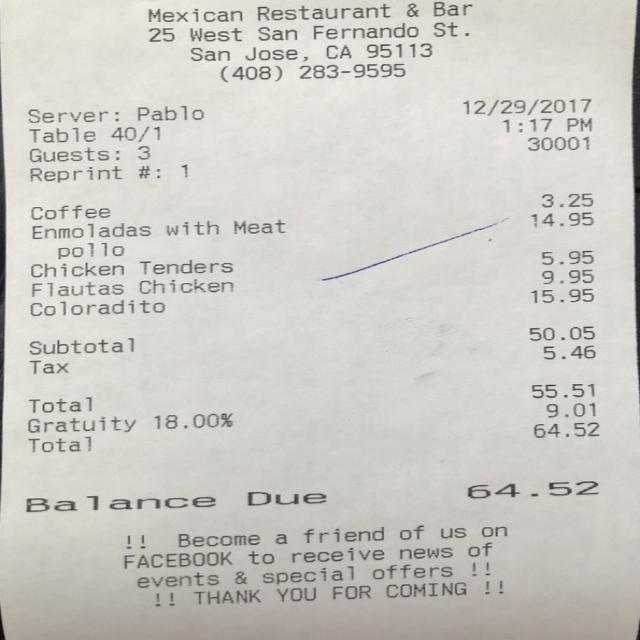 Mexican Restaurant & Bar
25 West San Fernando St.
San Jose, CA 95113
(408) 283-9595
Server: Pablo 12/29/2017
Table 40/1 1:17 PM
Guests: 3 30001
Reprint #: 1
Coffee 3.25
Enmoladas with Meat 14.95
pollo
Chicken Tenders 5.95
Flautas Chicken 9.95
Coloradito 15.95
Subtotal 50.05
Tax 5.46
Total 55.51
Gratuity 18.00% 9.01
Total 64.52
Balance Due 64.52
!! Become a friend of us on
FACEBOOK to receive news of
events & special offers !!
!! THANK YOU FOR COMING !!